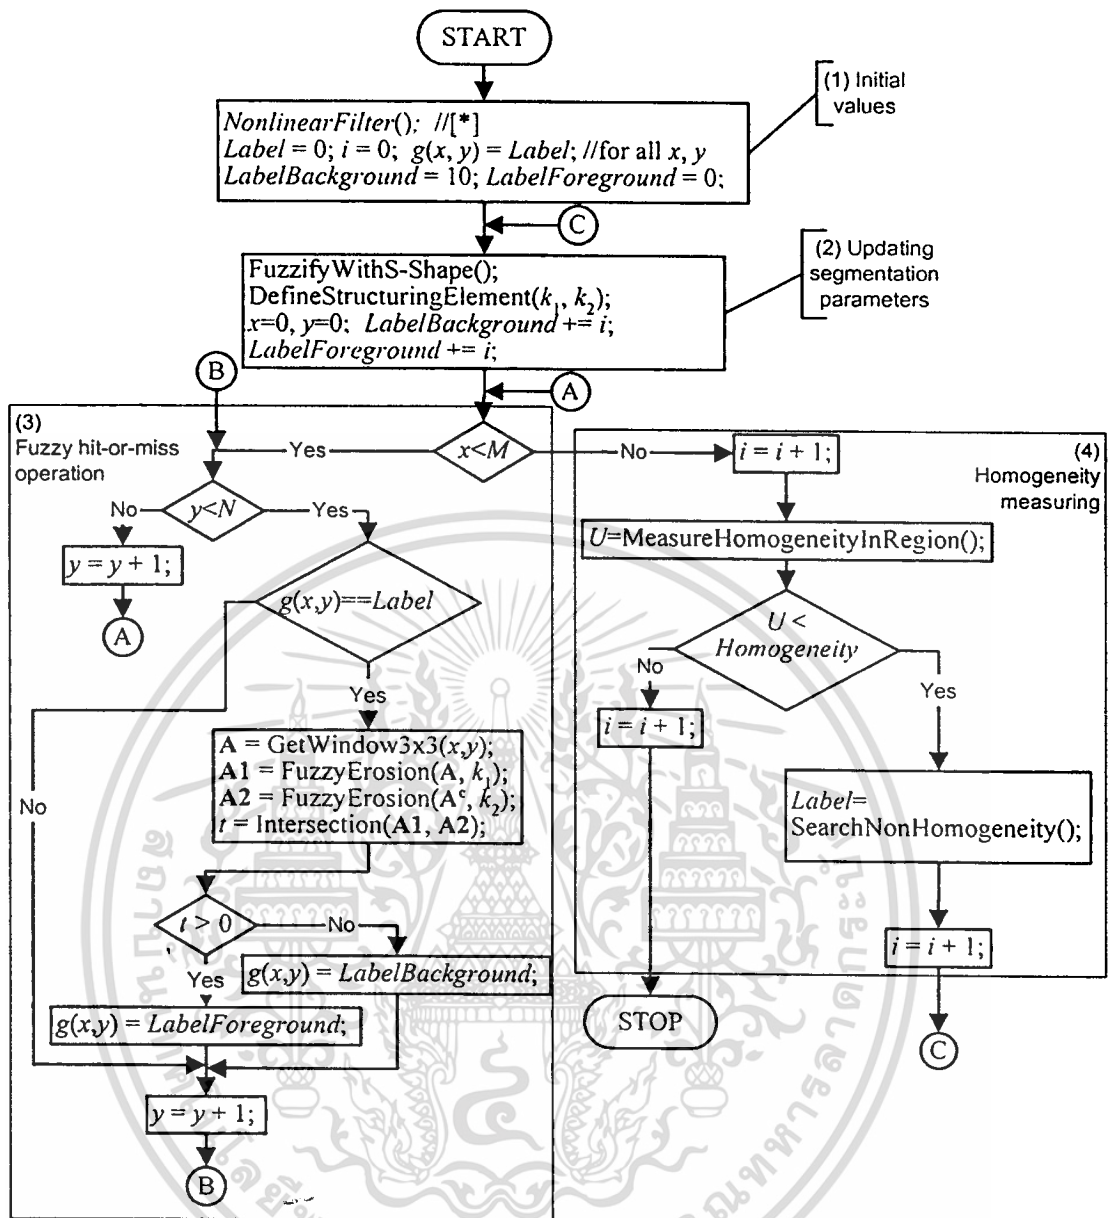 START
(1) Initial
values
NonlinearFilter(); //[*]
Label = 0; i = 0; g(x, y) = Label; //for all x, y
LabelBackground = 10; LabelForeground = 0;
C
(2) Updating
segmentation
parameters
FuzzifyWithS-Shape();
DefineStructuringElement(k₁, k₂);
x=0, y=0; LabelBackground += i;
LabelForeground += i;
B
A
(3)
Fuzzy hit-or-miss
operation
Yes
x<M
No
i = i + 1;
(4)
Homogeneity
measuring
No
y<N
Yes
y = y + 1;
A
U=MeasureHomogeneityInRegion();
g(x,y)==Label
U <
Homogeneity
No
Yes
Yes
i = i + 1;
A = GetWindow3x3(x,y);
A1 = FuzzyErosion(A, k₁);
A2 = FuzzyErosion(Aᶜ, k₂);
t = Intersection(A1, A2);
No
Label=
SearchNonHomogeneity();
t > 0
No
Yes
g(x,y) = LabelBackground;
i = i + 1;
g(x,y) = LabelForeground;
STOP
C
y = y + 1;
B